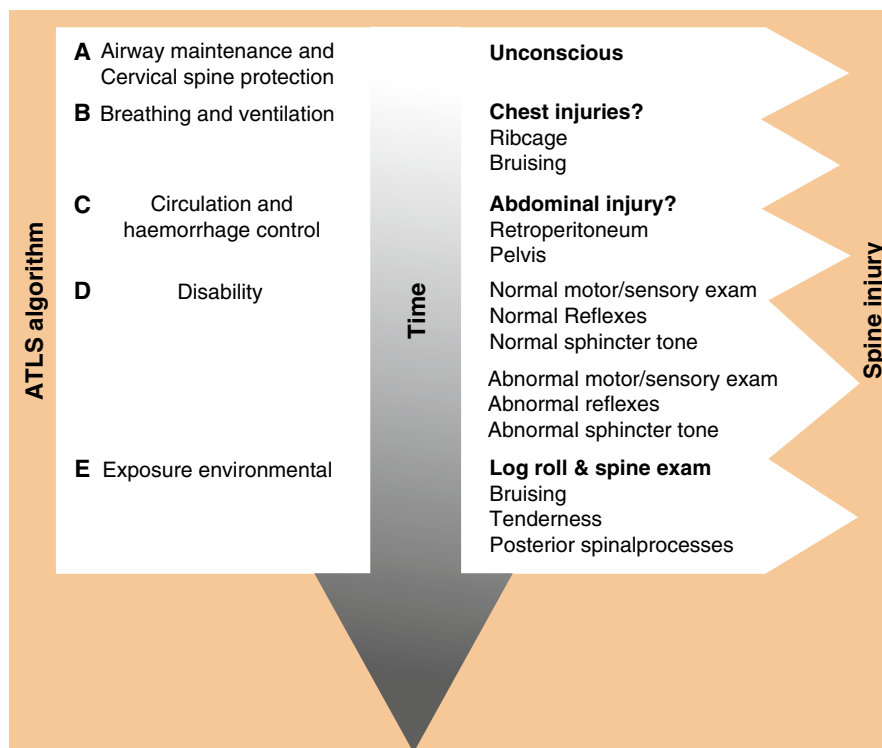 ATLS algorithm
A Airway maintenance and
Cervical spine protection
B Breathing and ventilation
C Circulation and
haemorrhage control
D Disability
E Exposure environmental
Time
Unconscious
Chest injuries?
Ribcage
Bruising
Abdominal injury?
Retroperitoneum
Pelvis
Normal motor/sensory exam
Normal Reflexes
Normal sphincter tone
Abnormal motor/sensory exam
Abnormal reflexes
Abnormal sphincter tone
Log roll & spine exam
Bruising
Tenderness
Posterior spinalprocesses
Spine injury